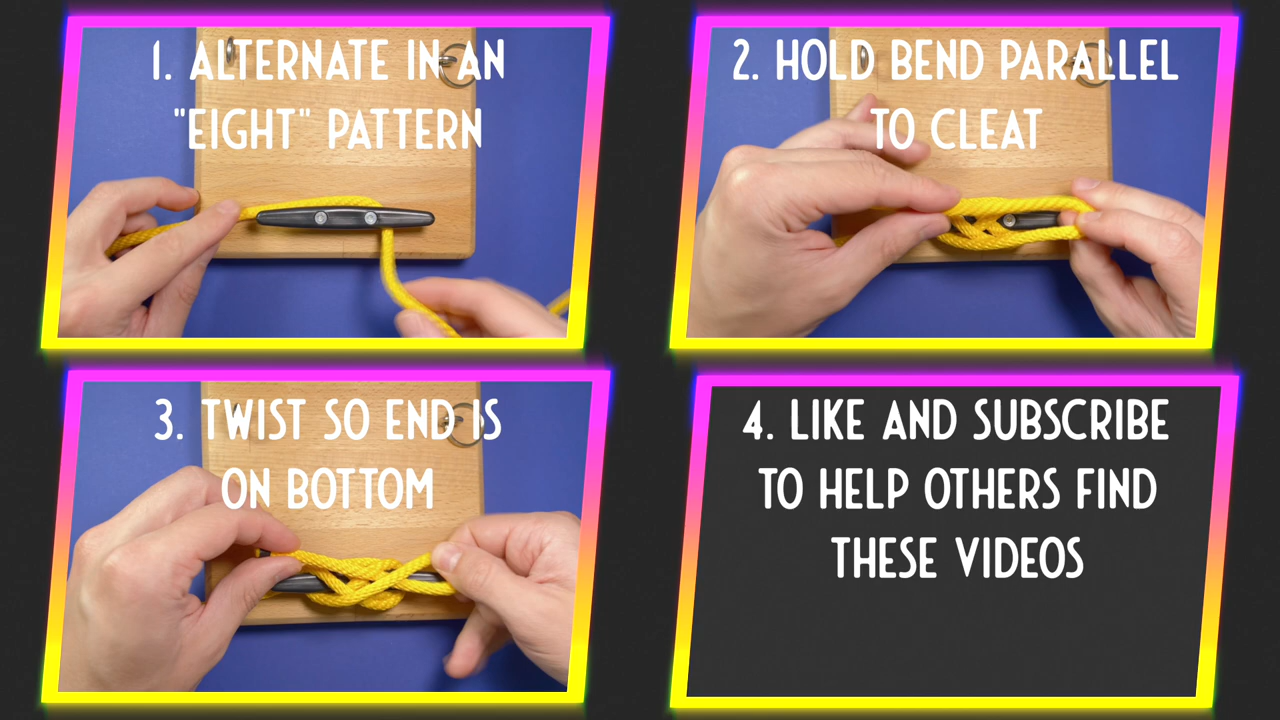 1. ALTERNATE IN AN
"EIGHT" PATTERN
2. HOLD BEND PARALLEL
TO CLEAT
3. TWIST SO END IS
ON BOTTOM
4. LIKE AND SUBSCRIBE
TO HELP OTHERS FIND
THESE VIDEOS